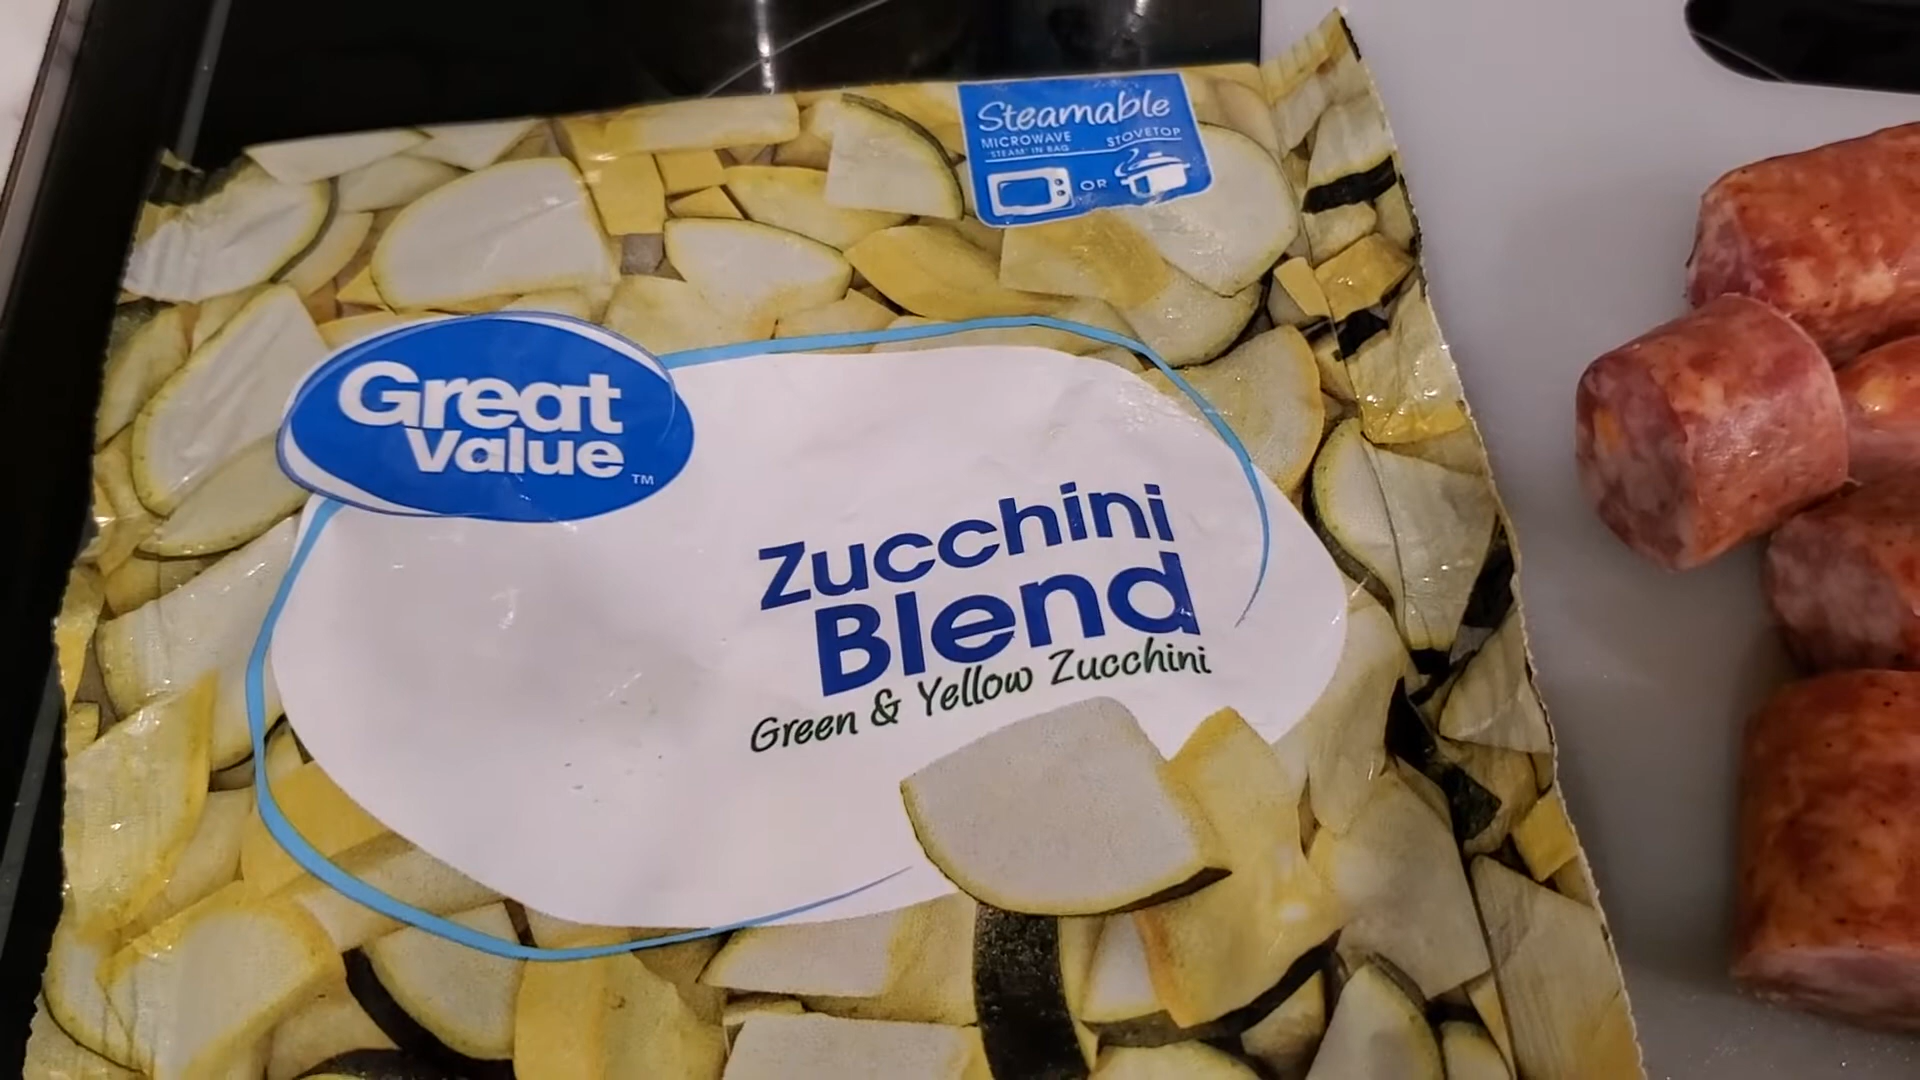 Steamable
MICROWAVE
"STEAM" IN BAG
STOVETOP
OR
Great
Value
TM
Zucchini
Blend
Green & Yellow Zucchini